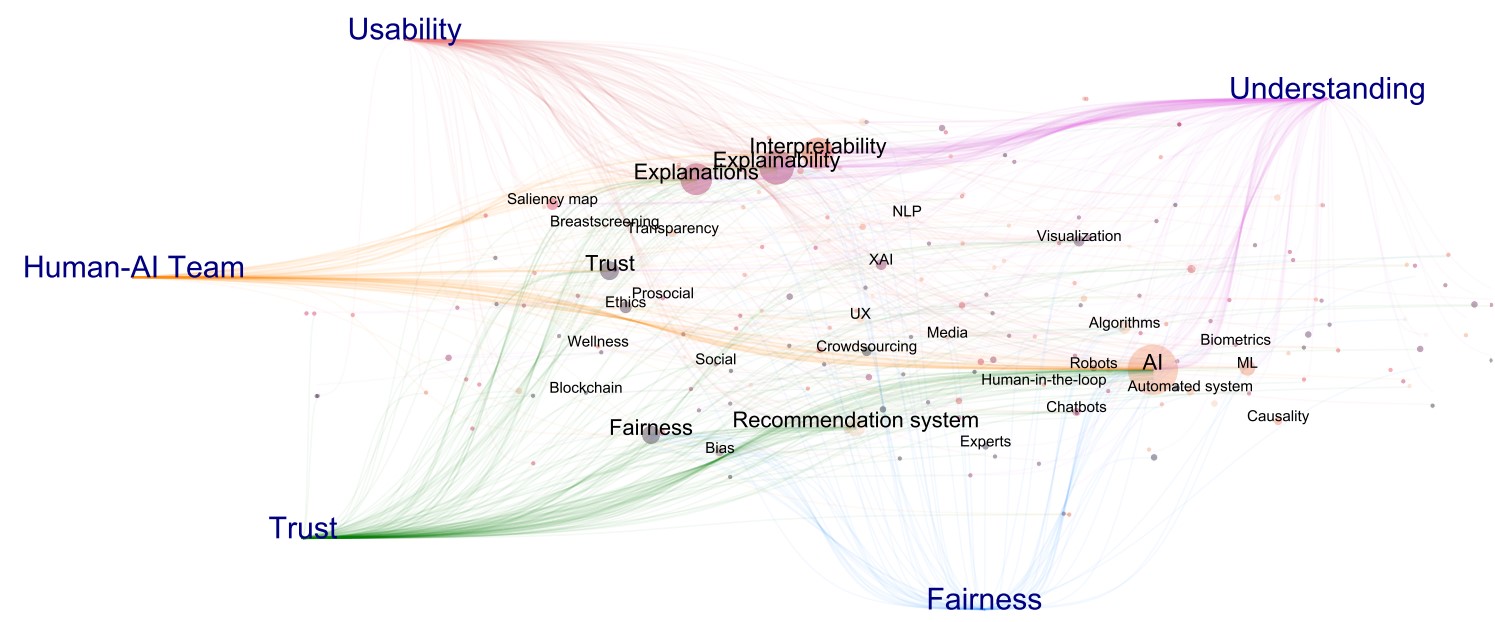 Usability
Understanding
Interpretability
Explainability
Explanations
Saliency map
NLP
Breastscreening
Transparency
Visualization
XAI
Human-AI Team
Trust
Prosocial
Ethics
UX
Algorithms
Media
Wellness
Crowdsourcing
Biometrics
Social
Robots
AI
ML
Human-in-the-loop
Automated system
Blockchain
Chatbots
Causality
Recommendation system
Fairness
Experts
Bias
Trust
Fairness